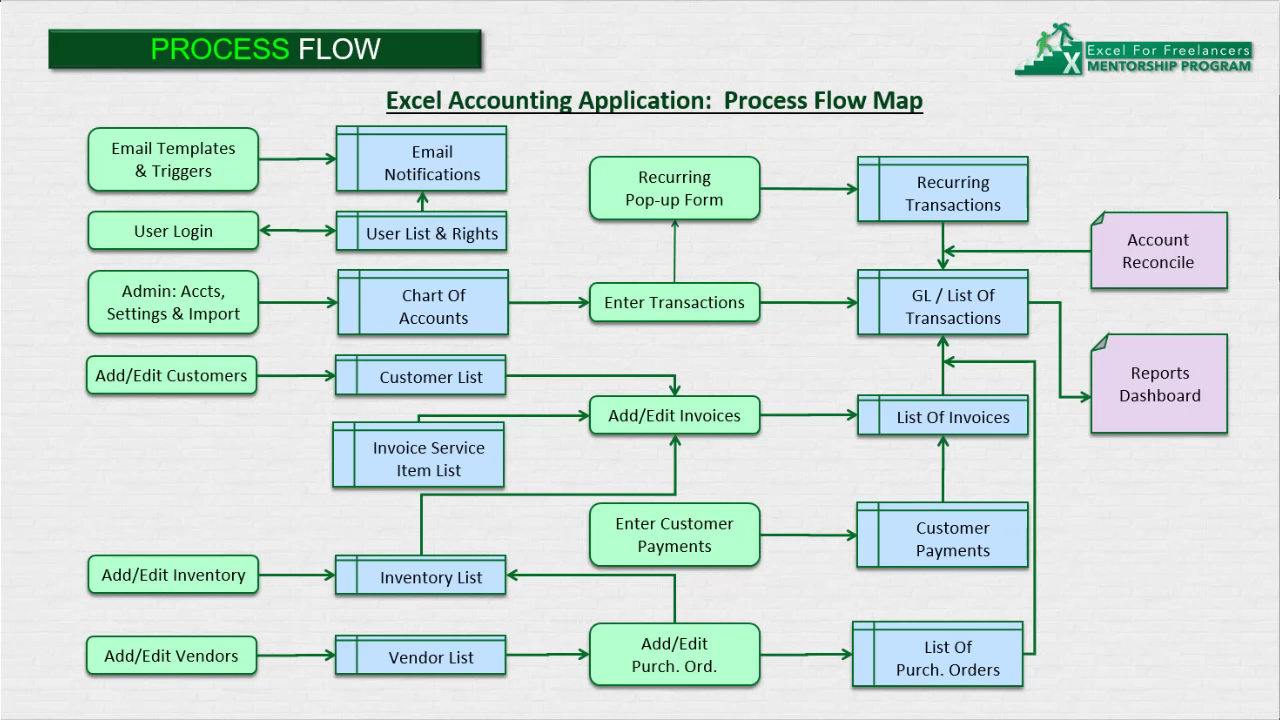 PROCESS FLOW
Excel For Freelancers
MENTORSHIP PROGRAM
X
Excel Accounting Application: Process Flow Map
Email Templates
& Triggers
Email
Notifications
Recurring
Pop-up Form
Recurring
Transactions
User Login
User List & Rights
Account
Reconcile
Admin: Accts,
Settings & Import
Chart Of
Accounts
Enter Transactions
GL / List Of
Transactions
Reports
Dashboard
Add/Edit Customers
Customer List
Add/Edit Invoices
List Of Invoices
Invoice Service
Item List
Enter Customer
Payments
Customer
Payments
Add/Edit Inventory
Inventory List
Add/Edit Vendors
Vendor List
Add/Edit
Purch. Ord.
List Of
Purch. Orders